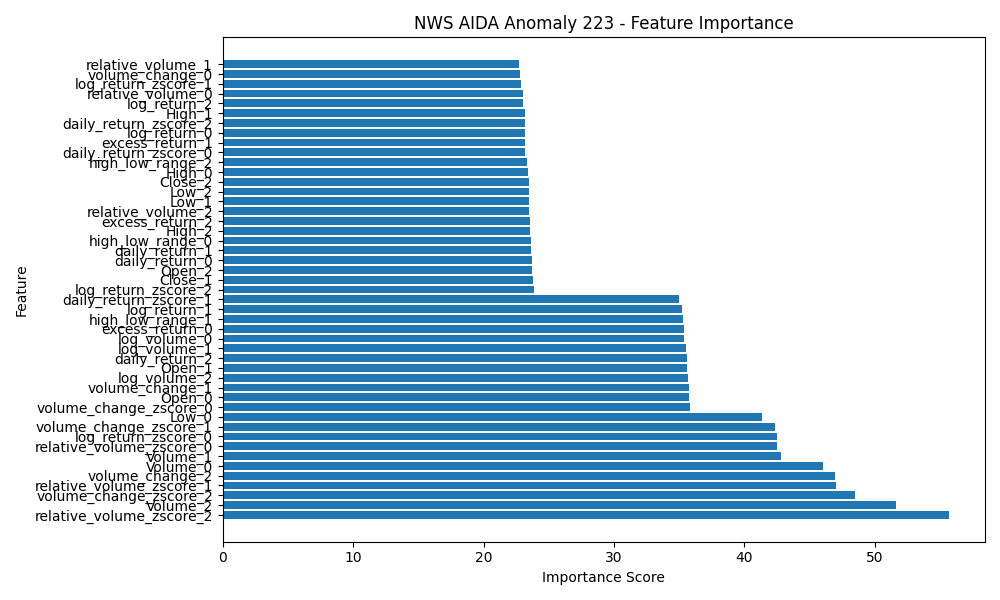 NWS AIDA Anomaly 223 - Feature Importance
relative_volume_1
volume_change_0
log_return_zscore_1
relative_volume_0
log_return_2
High_1
daily_return_zscore_2
log_return_0
excess_return_1
daily_return_zscore_0
high_low_range_2
High_0
Close_2
Low_2
Low_1
relative_volume_2
excess_return_2
High_2
high_low_range_0
daily_return_1
daily_return_0
Open_2
Close_1
log_return_zscore_2
daily_return_zscore_1
log_return_1
high_low_range_1
excess_return_0
log_volume_0
log_volume_1
daily_return_2
Open_1
log_volume_2
volume_change_1
Open_0
volume_change_zscore_0
Low_0
volume_change_zscore_1
log_return_zscore_0
relative_volume_zscore_0
Volume_1
Volume_0
volume_change_2
relative_volume_zscore_1
volume_change_zscore_2
Volume_2
relative_volume_zscore_2
Feature
0 10 20 30 40 50
Importance Score